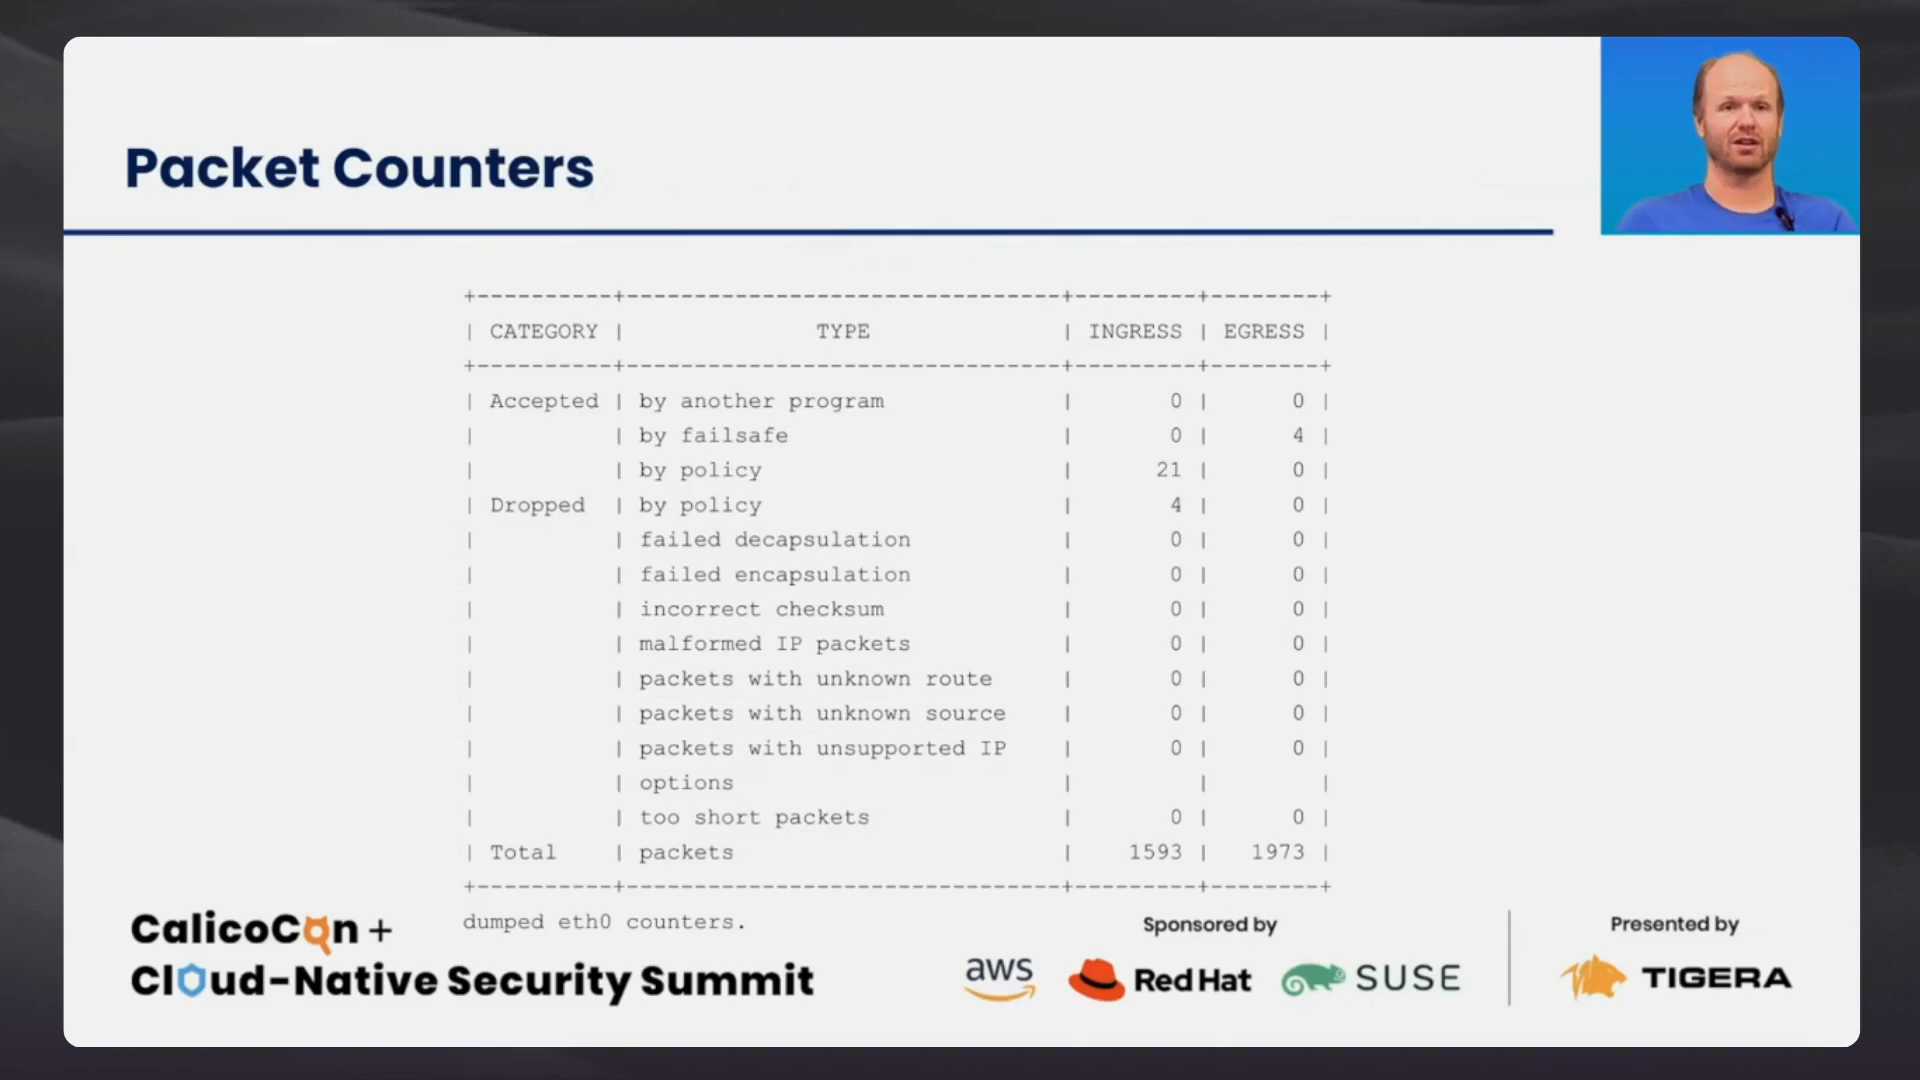 Packet Counters
+----------+--------------------------------+---------+--------+
| CATEGORY | TYPE | INGRESS | EGRESS |
+----------+--------------------------------+---------+--------+
| Accepted | by another program | 0 | 0 |
| | by failsafe | 0 | 4 |
| | by policy | 21 | 0 |
| Dropped | by policy | 4 | 0 |
| | failed decapsulation | 0 | 0 |
| | failed encapsulation | 0 | 0 |
| | incorrect checksum | 0 | 0 |
| | malformed IP packets | 0 | 0 |
| | packets with unknown route | 0 | 0 |
| | packets with unknown source | 0 | 0 |
| | packets with unsupported IP | 0 | 0 |
| | options | | |
| | too short packets | 0 | 0 |
| Total | packets | 1593 | 1973 |
+----------+--------------------------------+---------+--------+
dumped eth0 counters.
CalicoCon +
Cloud-Native Security Summit
Sponsored by
aws
Red Hat
SUSE
Presented by
TIGERA